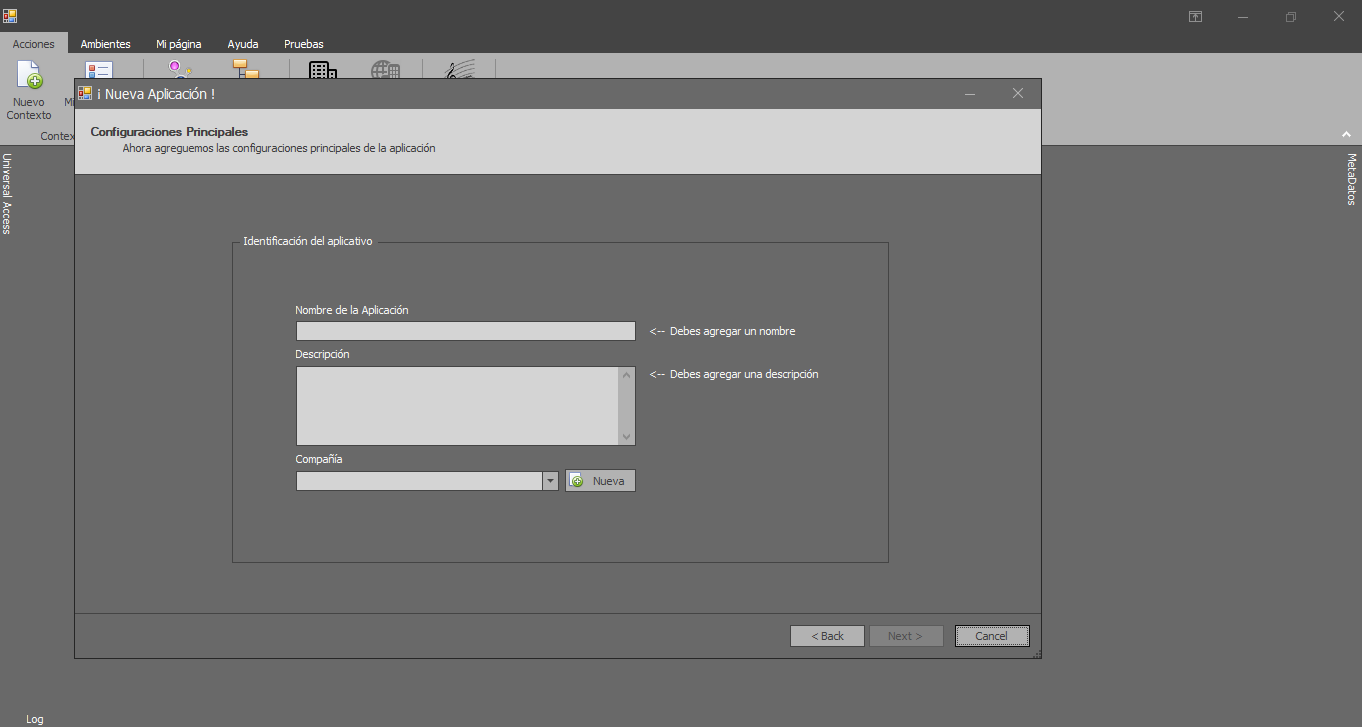 Acciones Ambientes Mi página Ayuda Pruebas
Nuevo
Contexto
¡ Nueva Aplicación !
Configuraciones Principales
Ahora agreguemos las configuraciones principales de la aplicación
Universal Access
MetaDatos
Identificación del aplicativo
Nombre de la Aplicación
<-- Debes agregar un nombre
Descripción
<-- Debes agregar una descripción
Compañía
Nueva
< Back Next > Cancel
Log